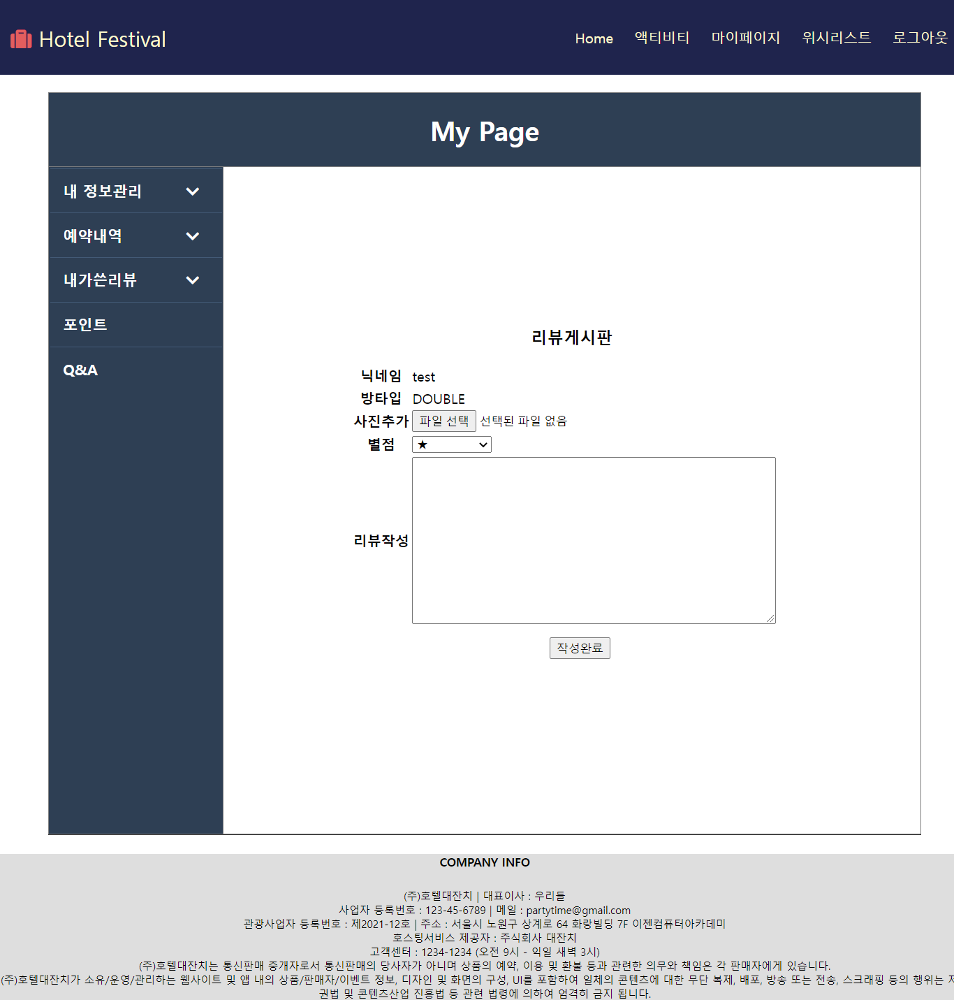 Hotel Festival
Home 액티비티 마이페이지 위시리스트 로그아웃
My Page
내 정보관리
예약내역
내가쓴리뷰
포인트
Q&A
리뷰게시판
닉네임 test
방타입 DOUBLE
사진추가 파일 선택 선택된 파일 없음
별점 ★
리뷰작성
작성완료
COMPANY INFO
(주)호텔대잔치 | 대표이사 : 우리들
사업자 등록번호 : 123-45-6789 | 메일 : partytime@gmail.com
관광사업자 등록번호 : 제2021-12호 | 주소 : 서울시 노원구 상계로 64 화랑빌딩 7F 이젠컴퓨터아카데미
호스팅서비스 제공자 : 주식회사 대잔치
고객센터 : 1234-1234 (오전 9시 - 익일 새벽 3시)
(주)호텔대잔치는 통신판매 중개자로서 통신판매의 당사자가 아니며 상품의 예약, 이용 및 환불 등과 관련한 의무와 책임은 각 판매자에게 있습니다.
(주)호텔대잔치가 소유/운영/관리하는 웹사이트 및 앱 내의 상품/판매자/이벤트 정보, 디자인 및 화면의 구성, UI를 포함하여 일체의 콘텐츠에 대한 무단 복제, 배포, 방송 또는 전송, 스크래핑 등의 행위는
권법 및 콘텐츠산업 진흥법 등 관련 법령에 의하여 엄격히 금지 됩니다.